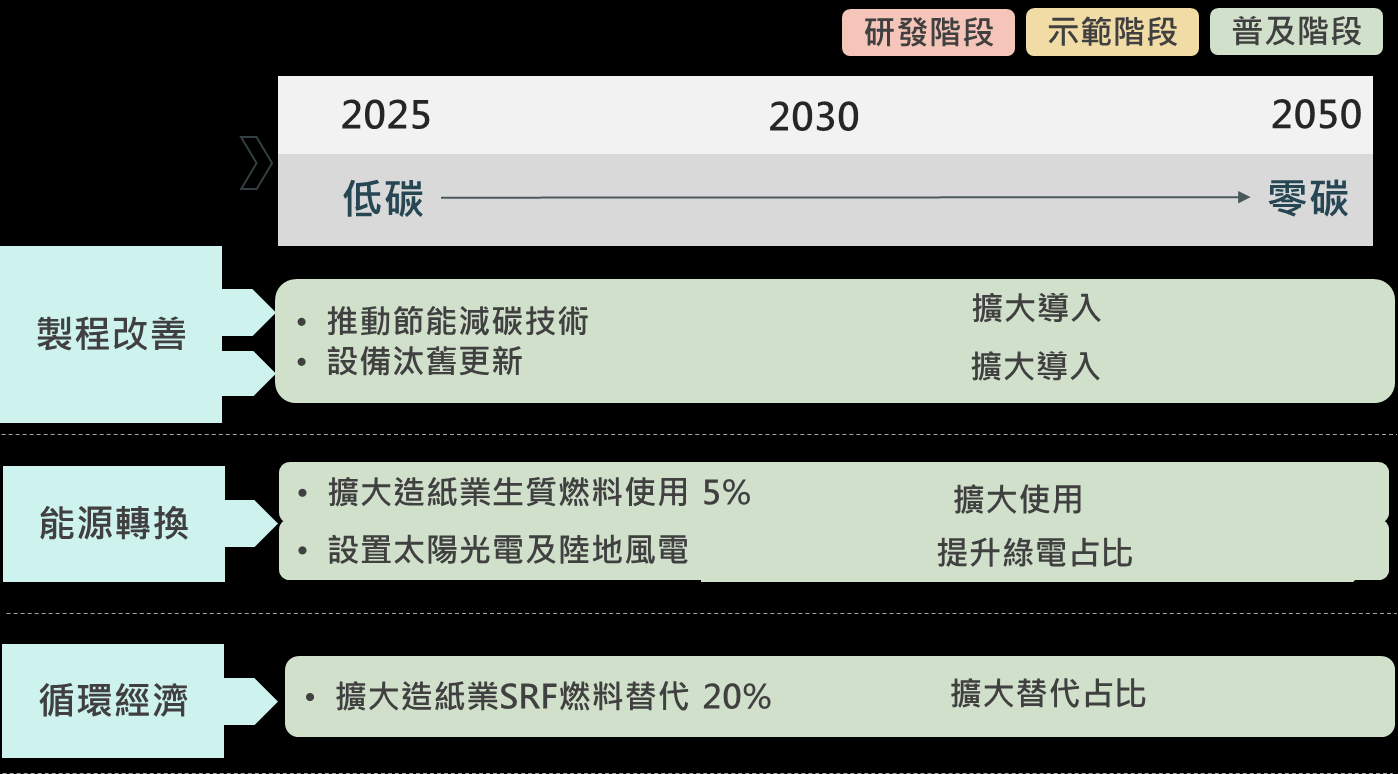 研發階段 示範階段 普及階段
2025 2030 2050
低碳 零碳
製程改善
• 推動節能減碳技術 擴大導入
• 設備汰舊更新 擴大導入
能源轉換
• 擴大造紙業生質燃料使用 5% 擴大使用
• 設置太陽光電及陸地風電 提升綠電占比
循環經濟
• 擴大造紙業SRF燃料替代 20% 擴大替代占比